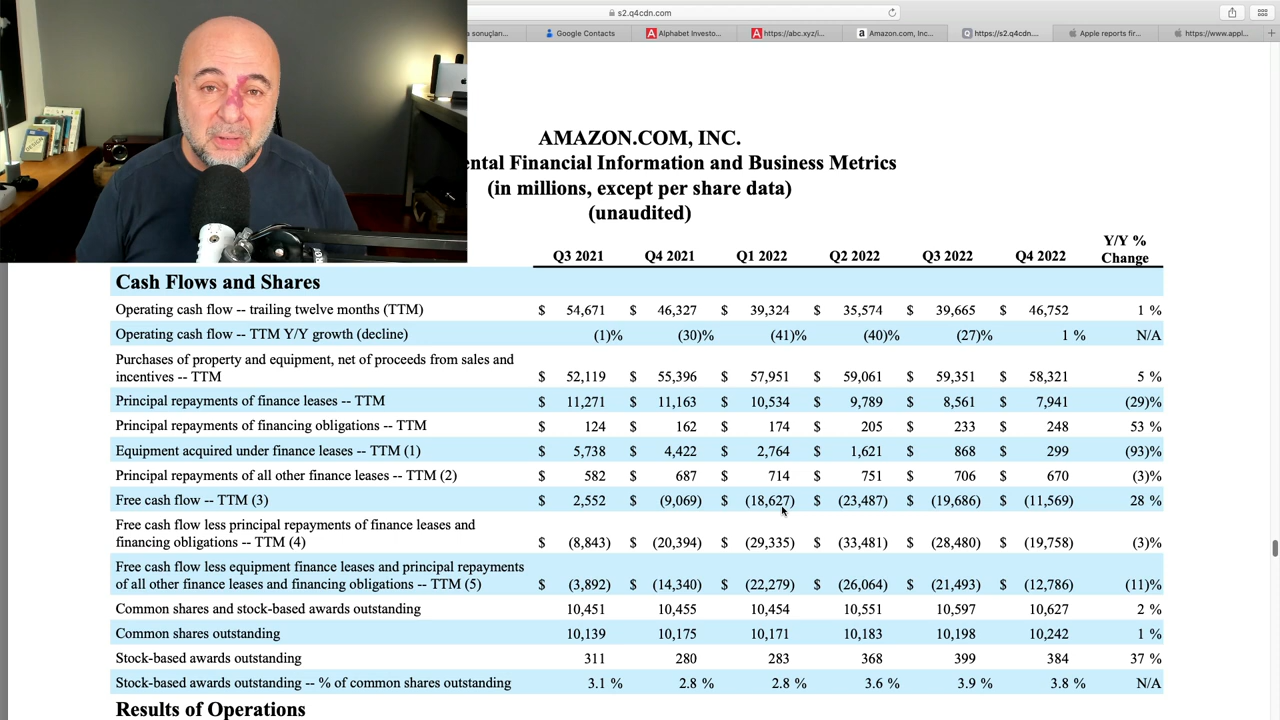 s2.q4cdn.com
a sonuçlan...
Google Contacts
Alphabet Investo...
https://abc.xyz/i...
Amazon.com, Inc...
https://s2.q4cdn....
Apple reports fir...
https://www.appl...
AMAZON.COM, INC.
ental Financial Information and Business Metrics
(in millions, except per share data)
(unaudited)
Q3 2021 Q4 2021 Q1 2022 Q2 2022 Q3 2022 Q4 2022 Y/Y % Change
Cash Flows and Shares
Operating cash flow -- trailing twelve months (TTM) $ 54,671 $ 46,327 $ 39,324 $ 35,574 $ 39,665 $ 46,752 1 %
Operating cash flow -- TTM Y/Y growth (decline) (1)% (30)% (41)% (40)% (27)% 1 % N/A
Purchases of property and equipment, net of proceeds from sales and
incentives -- TTM $ 52,119 $ 55,396 $ 57,951 $ 59,061 $ 59,351 $ 58,321 5 %
Principal repayments of finance leases -- TTM $ 11,271 $ 11,163 $ 10,534 $ 9,789 $ 8,561 $ 7,941 (29)%
Principal repayments of financing obligations -- TTM $ 124 $ 162 $ 174 $ 205 $ 233 $ 248 53 %
Equipment acquired under finance leases -- TTM (1) $ 5,738 $ 4,422 $ 2,764 $ 1,621 $ 868 $ 299 (93)%
Principal repayments of all other finance leases -- TTM (2) $ 582 $ 687 $ 714 $ 751 $ 706 $ 670 (3)%
Free cash flow -- TTM (3) $ 2,552 $ (9,069) $ (18,627) $ (23,487) $ (19,686) $ (11,569) 28 %
Free cash flow less principal repayments of finance leases and
financing obligations -- TTM (4) $ (8,843) $ (20,394) $ (29,335) $ (33,481) $ (28,480) $ (19,758) (3)%
Free cash flow less equipment finance leases and principal repayments
of all other finance leases and financing obligations -- TTM (5) $ (3,892) $ (14,340) $ (22,279) $ (26,064) $ (21,493) $ (12,786) (11)%
Common shares and stock-based awards outstanding 10,451 10,455 10,454 10,551 10,597 10,627 2 %
Common shares outstanding 10,139 10,175 10,171 10,183 10,198 10,242 1 %
Stock-based awards outstanding 311 280 283 368 399 384 37 %
Stock-based awards outstanding -- % of common shares outstanding 3.1 % 2.8 % 2.8 % 3.6 % 3.9 % 3.8 % N/A
Results of Operations